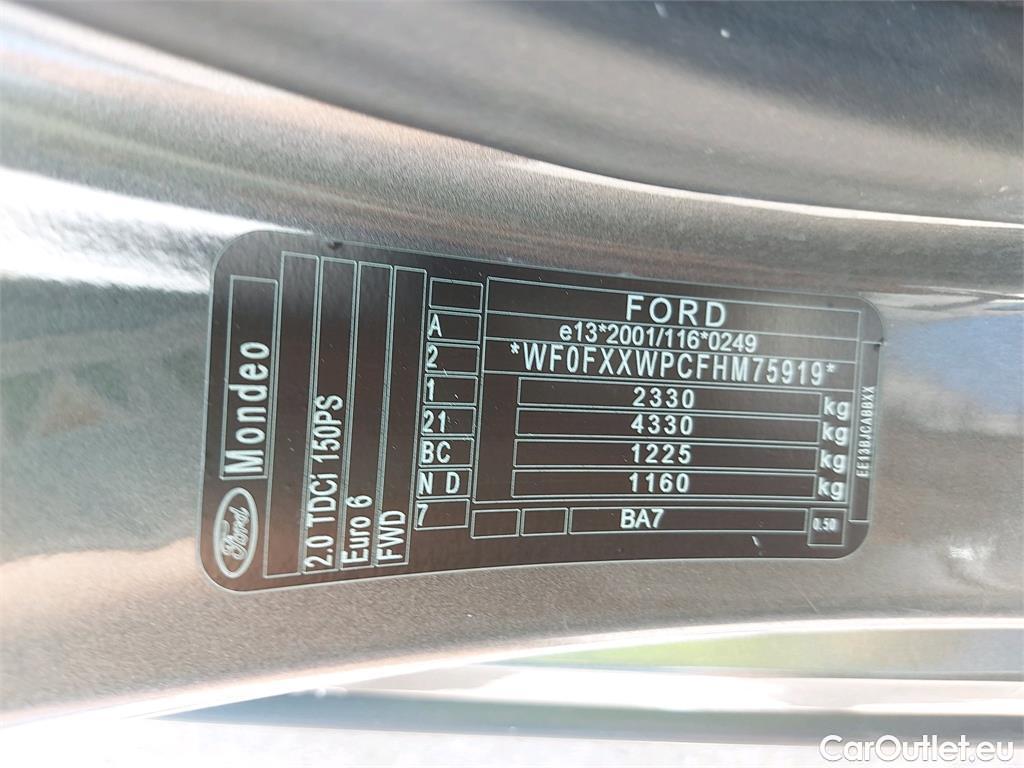 FORD
e13*2001/116*0249
*WF0FXXWPCFHM75919*
2330 kg
4330 kg
1225 kg
1160 kg
BA7
0.50
EE13BJCABBXX
A
2
1
21
BC
N D
7
Ford
Mondeo
2.0 TDCi 150PS
Euro 6
FWD
CarOutlet.eu